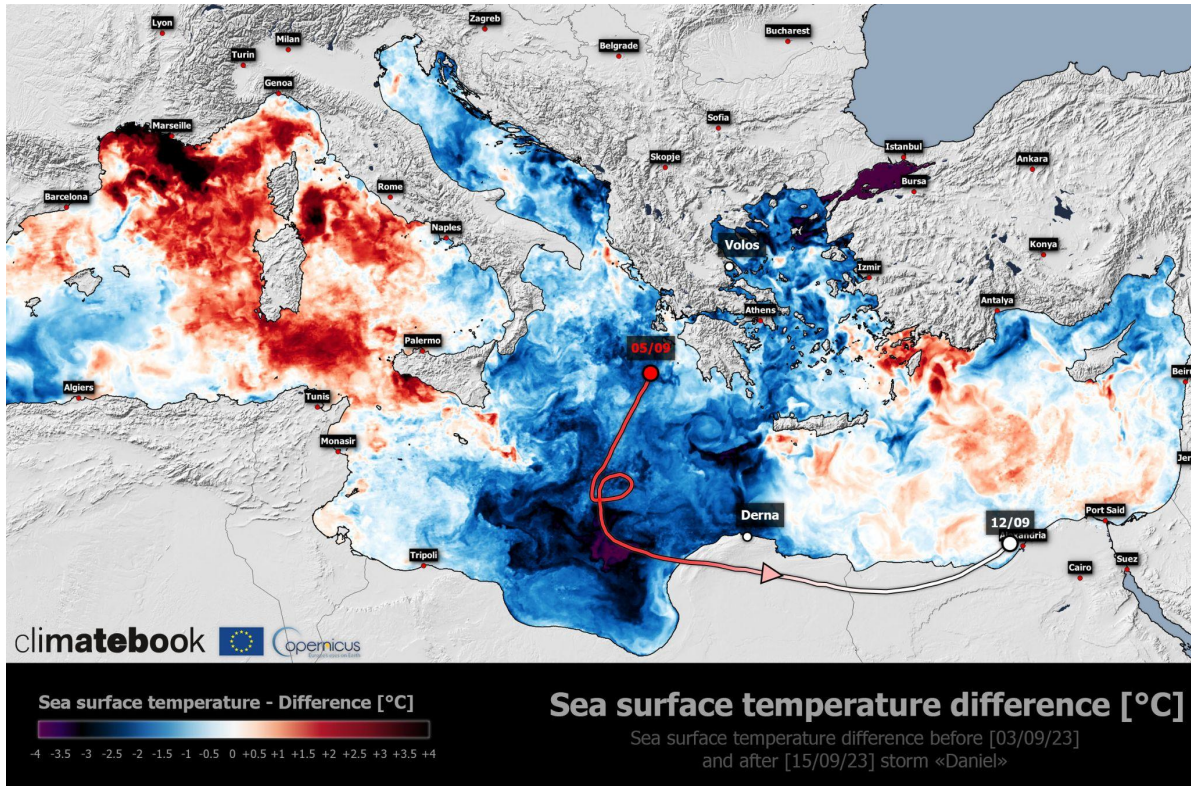 Lyon
Zagreb
Bucharest
Milan
Belgrade
Turin
Genoa
Sofia
Marseille
Istanbul
Skopje
Ankara
Bursa
Barcelona
Rome
Naples
Volos
Konya
Izmir
Antalya
Athens
Palermo
05/09
Algiers
Tunis
Monasir
Derna
12/09
Port Said
Tripoli
Cairo
Suez
climatebook
opernicus
Sea surface temperature - Difference [°C]
-4 -3.5 -3 -2.5 -2 -1.5 -1 -0.5 0 +0.5 +1 +1.5 +2 +2.5 +3 +3.5 +4
Sea surface temperature difference [°C]
Sea surface temperature difference before [03/09/23]
and after [15/09/23] storm «Daniel»